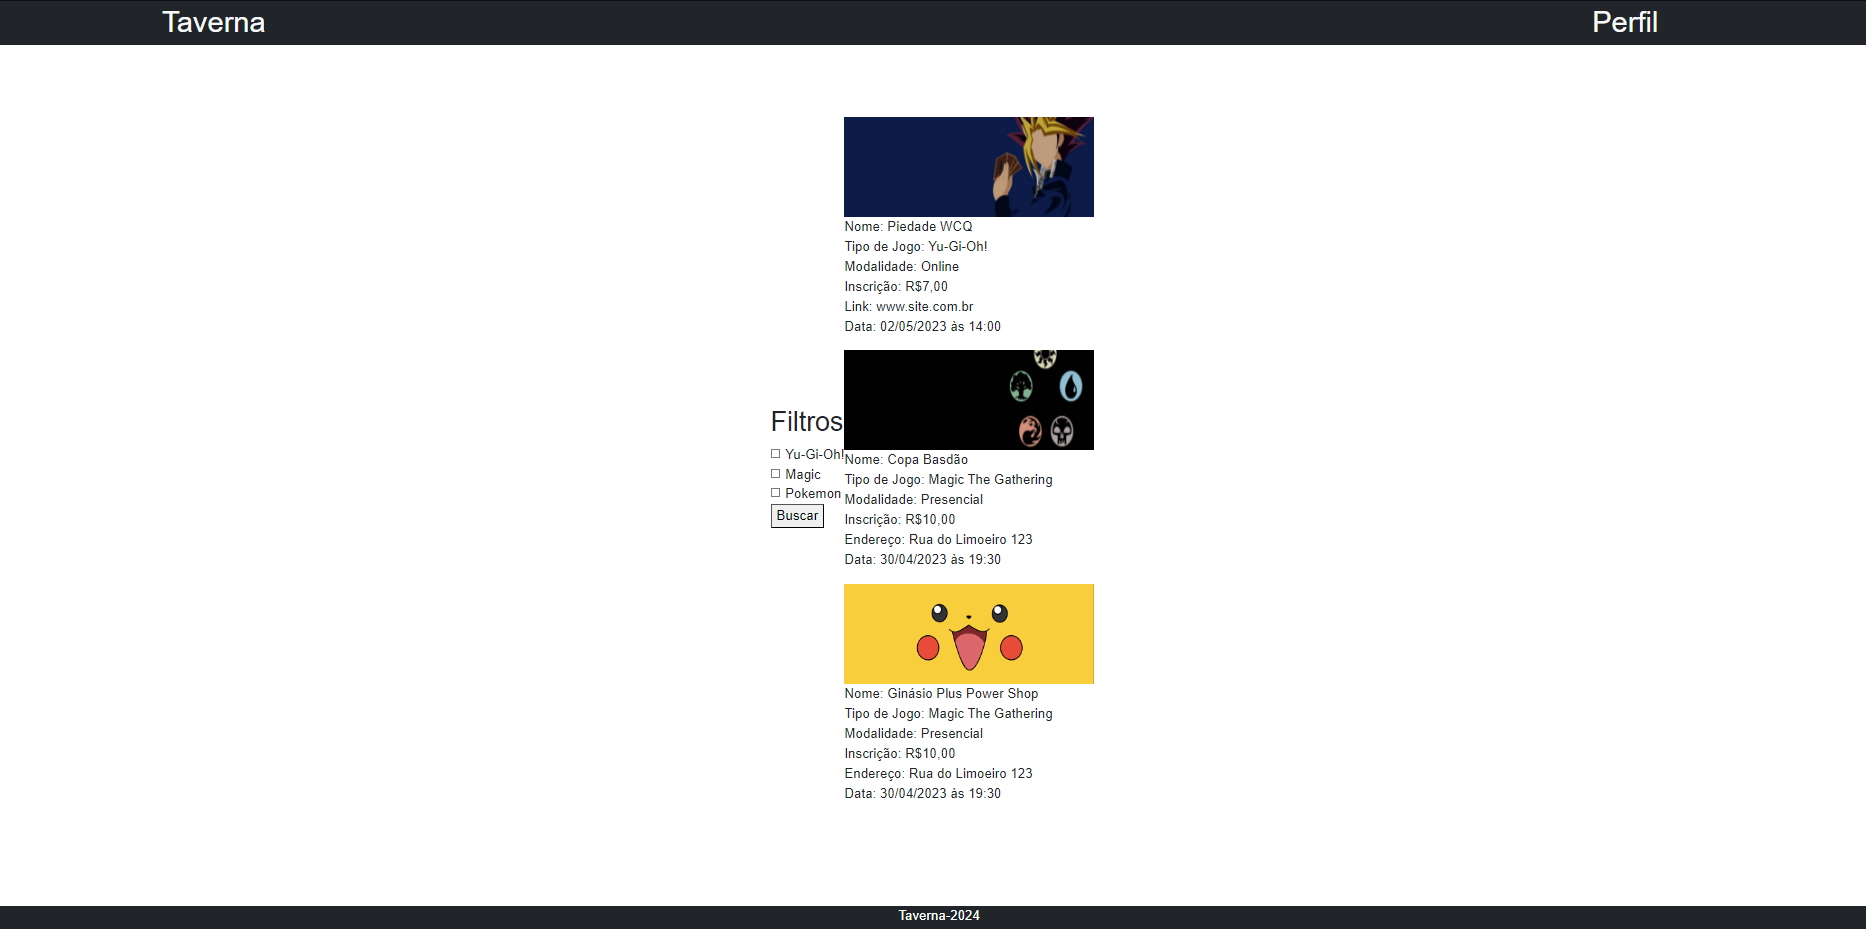 Taverna
Perfil
Filtros
Yu-Gi-Oh!
Magic
Pokemon
Buscar
Nome: Piedade WCQ
Tipo de Jogo: Yu-Gi-Oh!
Modalidade: Online
Inscrição: R$7,00
Link: www.site.com.br
Data: 02/05/2023 às 14:00
Nome: Copa Basdão
Tipo de Jogo: Magic The Gathering
Modalidade: Presencial
Inscrição: R$10,00
Endereço: Rua do Limoeiro 123
Data: 30/04/2023 às 19:30
Nome: Ginásio Plus Power Shop
Tipo de Jogo: Magic The Gathering
Modalidade: Presencial
Inscrição: R$10,00
Endereço: Rua do Limoeiro 123
Data: 30/04/2023 às 19:30
Taverna-2024